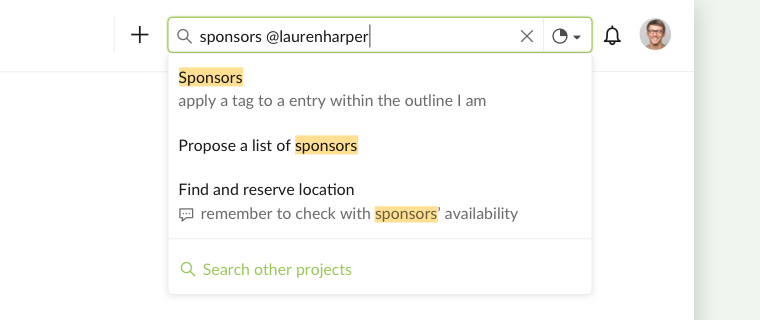 sponsors @laurenharper
Sponsors
apply a tag to a entry within the outline I am
Propose a list of sponsors
Find and reserve location
remember to check with sponsors’ availability
Search other projects